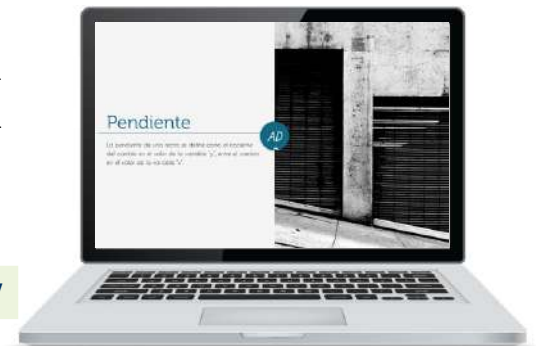 Pendiente
La pendiente de una recta se define como el cociente
del cambio en el valor de la variable "y", entre el cambio
en el valor de la variable "x".
AD